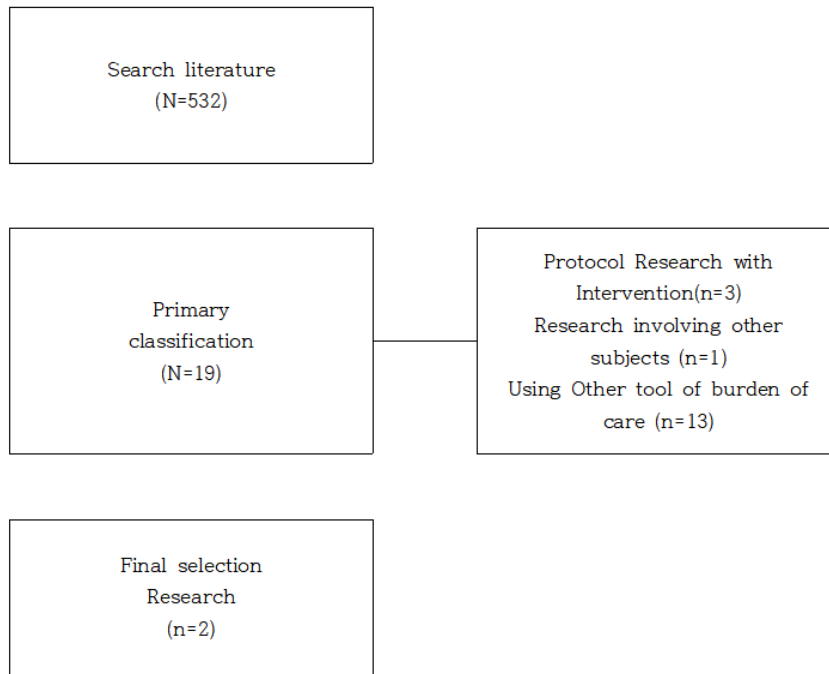 Search literature
(N=532)
Primary
classification
(N=19)
Protocol Research with
Intervention(n=3)
Research involving other
subjects (n=1)
Using Other tool of burden of
care (n=13)
Final selection
Research
(n=2)